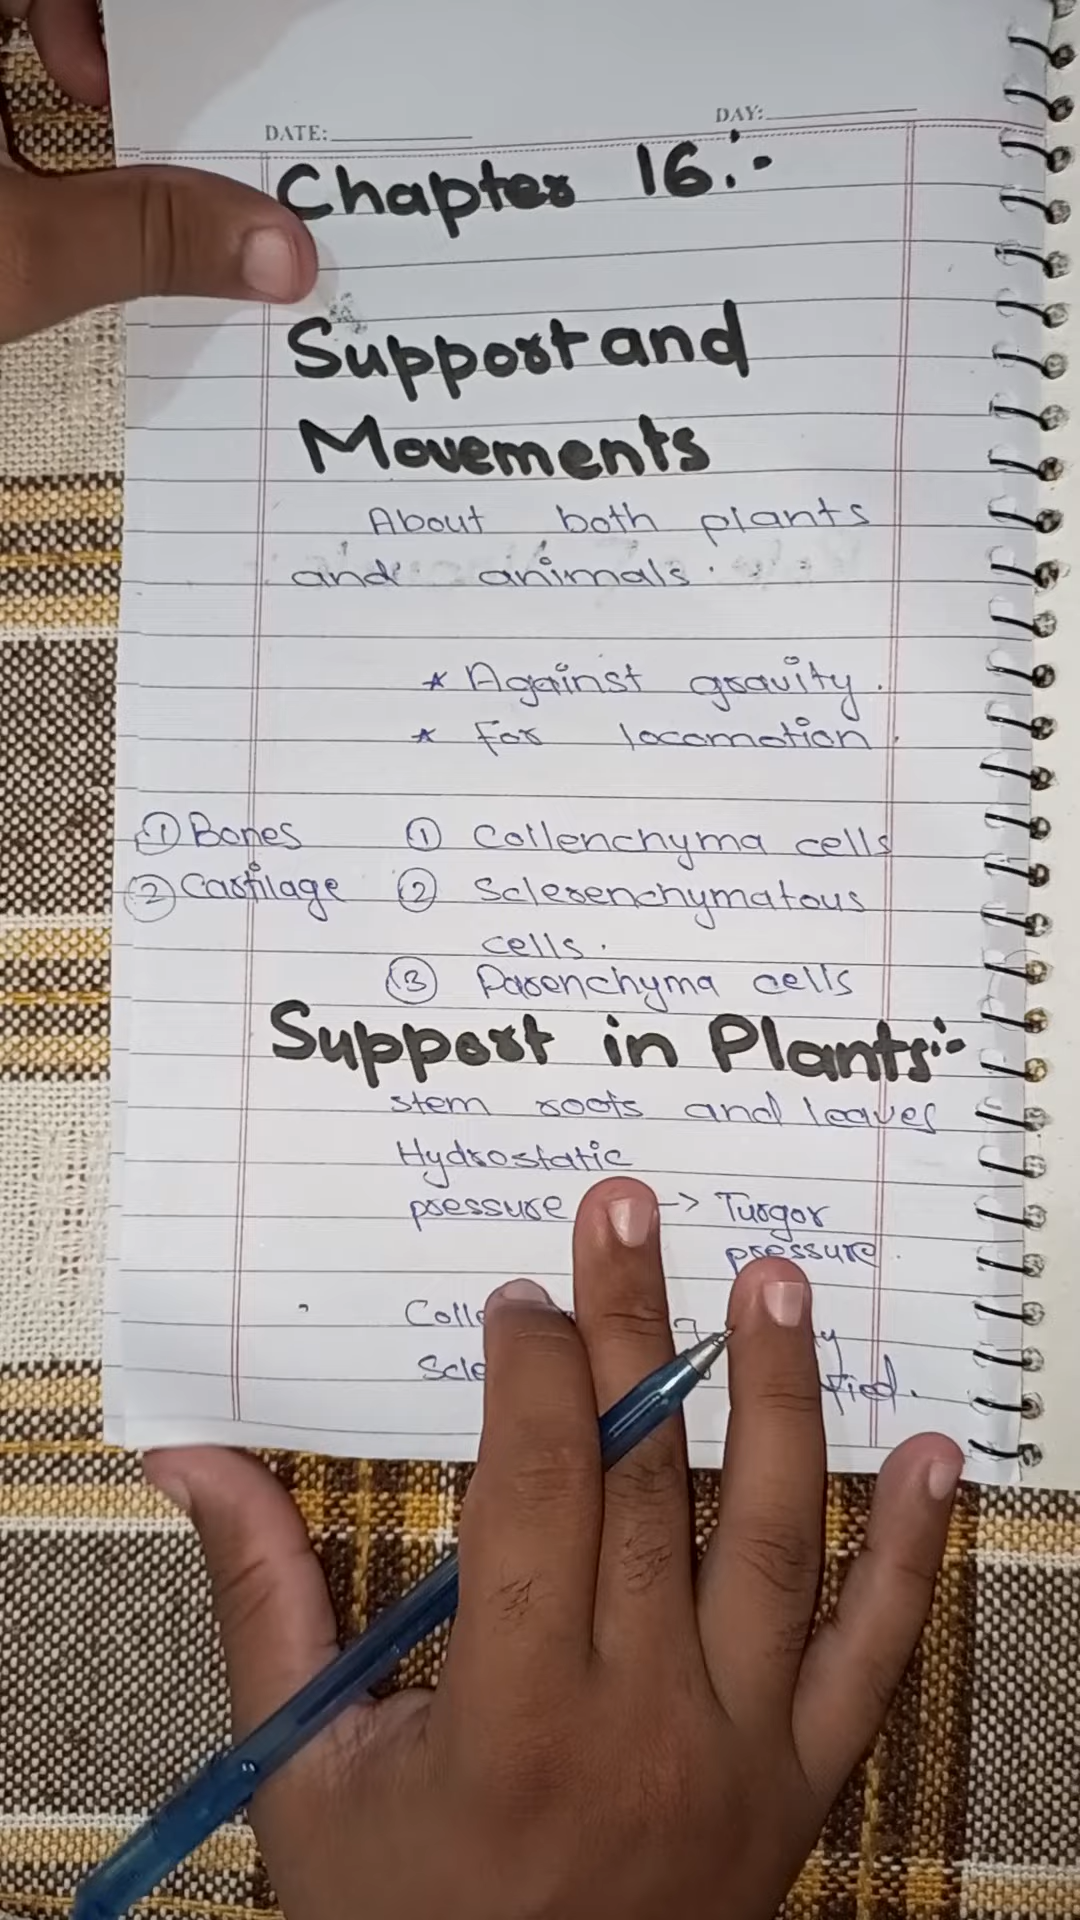 DATE: DAY:
Chapter 16:-
Support and
Movements
About both plants
and animals.
* Against gravity.
* For locomotion.
① Bones ① Collenchyma cells
② Cartilage ② Sclerenchymatous
cells.
③ Parenchyma cells
Support in Plants:-
stem roots and leaves
Hydrostatic
pressure -> Turgor
pressure.